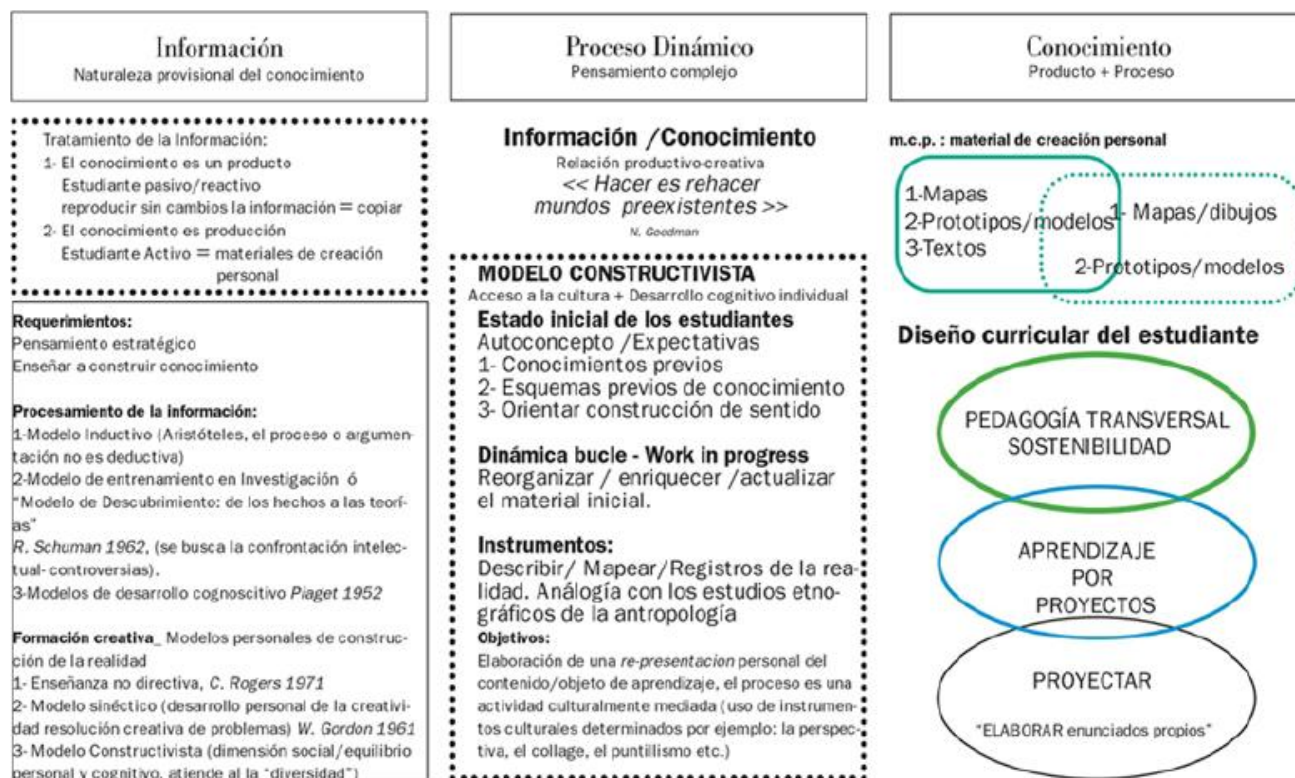 Información
Naturaleza provisional del conocimiento
Tratamiento de la Información:
1- El conocimiento es un producto
Estudiante pasivo/reactivo
reproducir sin cambios la información = copiar
2- El conocimiento es producción
Estudiante Activo = materiales de creación
personal
Requerimientos:
Pensamiento estratégico
Enseñar a construir conocimiento
Procesamiento de la información:
1-Modelo Inductivo (Aristóteles, el proceso o argumen-
tación no es deductiva)
2-Modelo de entrenamiento en Investigación ó
"Modelo de Descubrimiento: de los hechos a las teorí-
as"
R. Schuman 1962, (se busca la confrontación intelec-
tual- controversias).
3-Modelos de desarrollo cognoscitivo Piaget 1952
Formación creativa_ Modelos personales de construc-
ción de la realidad
1- Enseñanza no directiva, C. Rogers 1971
2- Modelo sinéctico (desarrollo personal de la creativi-
dad resolución creativa de problemas) W. Gordon 1961
3- Modelo Constructivista (dimensión social/equilibrio
personal y cognitivo, atiende al la "diversidad")
Proceso Dinámico
Pensamiento complejo
Información /Conocimiento
Relación productivo-creativa
<< Hacer es rehacer
mundos preexistentes >>
N. Goodman
MODELO CONSTRUCTIVISTA
Acceso a la cultura + Desarrollo cognitivo individual
Estado inicial de los estudiantes
Autoconcepto /Expectativas
1- Conocimientos previos
2- Esquemas previos de conocimiento
3- Orientar construcción de sentido
Dinámica bucle - Work in progress
Reorganizar / enriquecer /actualizar
el material inicial.
Instrumentos:
Describir/ Mapear/Registros de la rea-
lidad. Análogía con los estudios etno-
gráficos de la antropología
Objetivos:
Elaboración de una re-presentacion personal del
contenido/objeto de aprendizaje, el proceso es una
actividad culturalmente mediada (uso de instrumen-
tos culturales determinados por ejemplo: la perspec-
tiva, el collage, el puntillismo etc.)
Conocimiento
Producto + Proceso
m.c.p. : material de creación personal
1-Mapas
2-Prototipos/modelos
3-Textos
1- Mapas/dibujos
2-Prototipos/modelos
Diseño curricular del estudiante
PEDAGOGÍA TRANSVERSAL
SOSTENIBILIDAD
APRENDIZAJE
POR
PROYECTOS
PROYECTAR
"ELABORAR enunciados propios"